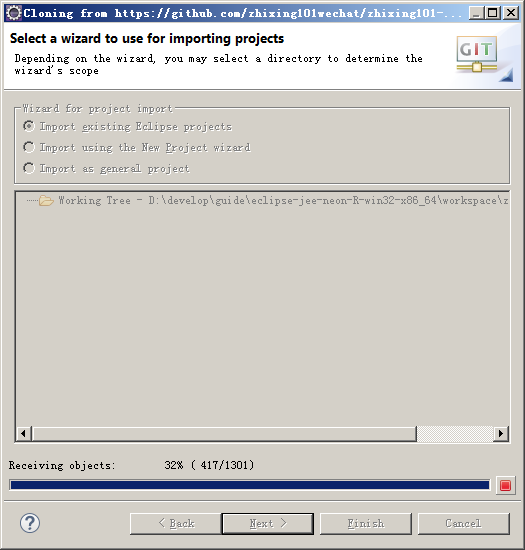 Cloning from https://github.com/zhixing101wechat/zhixing101-...
Select a wizard to use for importing projects
Depending on the wizard, you may select a directory to determine the
wizard's scope
GIT
Wizard for project import
Import existing Eclipse projects
Import using the New Project wizard
Import as general project
Working Tree - D:\develop\guide\eclipse-jee-neon-R-win32-x86_64\workspace\z
Receiving objects: 32% ( 417/1301)
?
< Back
Next >
Finish
Cancel